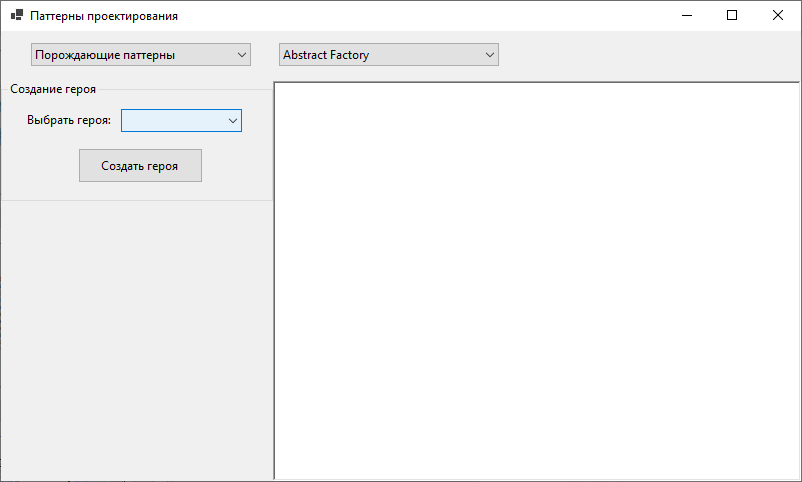 Паттерны проектирования
Порождающие паттерны
Abstract Factory
Создание героя
Выбрать героя:
Создать героя